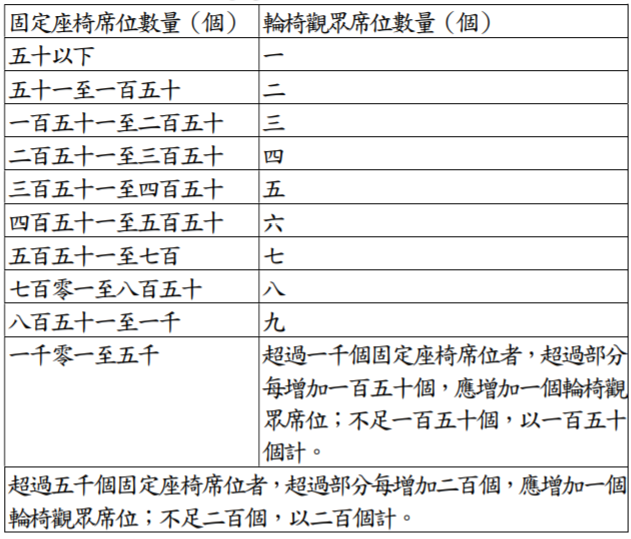 固定座椅席位數量（個） 輪椅觀眾席位數量（個）
五十以下 一
五十一至一百五十 二
一百五十一至二百五十 三
二百五十一至三百五十 四
三百五十一至四百五十 五
四百五十一至五百五十 六
五百五十一至七百 七
七百零一至八百五十 八
八百五十一至一千 九
一千零一至五千 超過一千個固定座椅席位者，超過部分
每增加一百五十個，應增加一個輪椅觀
眾席位；不足一百五十個，以一百五十
個計。
超過五千個固定座椅席位者，超過部分每增加二百個，應增加一個
輪椅觀眾席位；不足二百個，以二百個計。